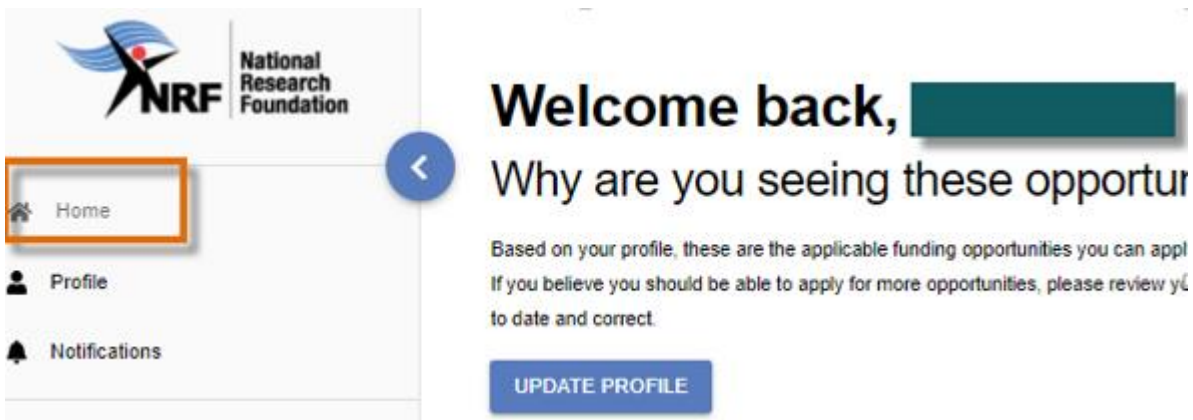 National
Research
NRF Foundation
Home
Profile
Notifications
Welcome back,
Why are you seeing these
Based on your profile, these are the applicable funding opportunities you can
If you believe you should be able to apply for more opportunities, please review
to date and correct.
UPDATE PROFILE